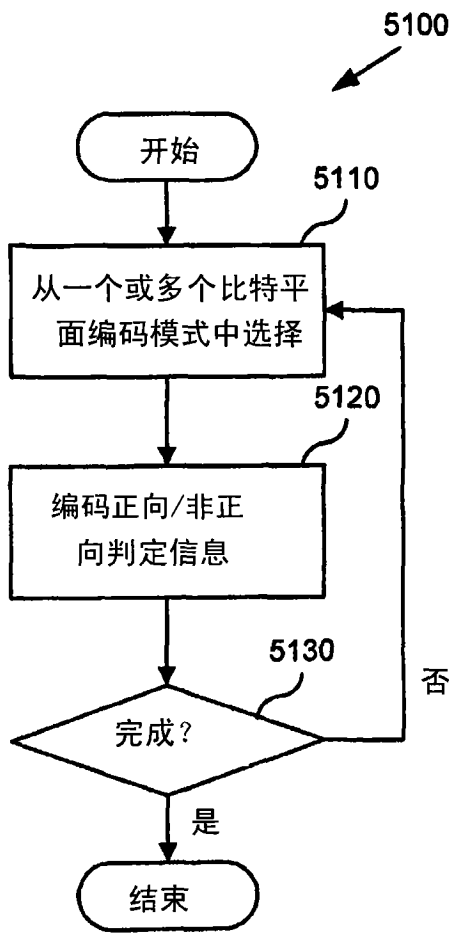 5100
开始
5110
从一个或多个比特平
面编码模式中选择
5120
编码正向/非正
向判定信息
5130
完成?
否
是
结束